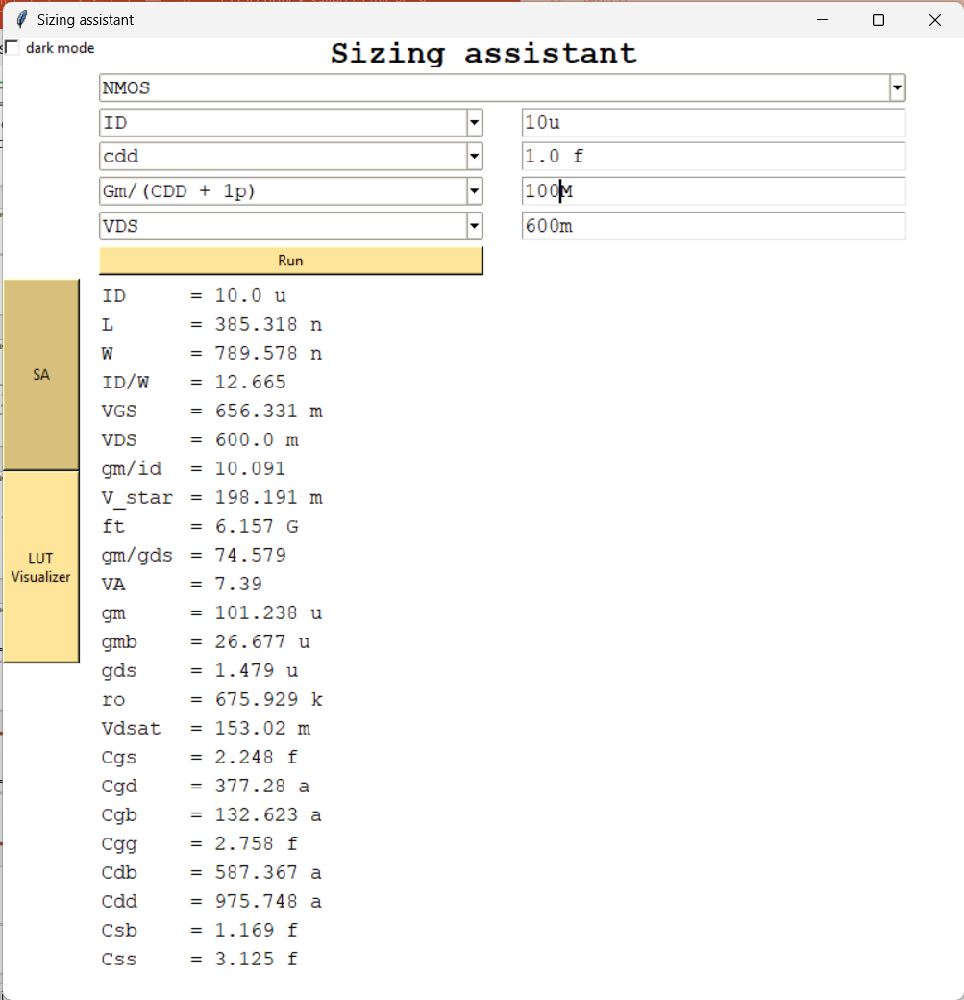 Sizing assistant
dark mode
Sizing assistant
NMOS
ID 10u
cdd 1.0 f
Gm/(CDD + 1p) 100M
VDS 600m
Run
SA
LUT
Visualizer
ID = 10.0 u
L = 385.318 n
W = 789.578 n
ID/W = 12.665
VGS = 656.331 m
VDS = 600.0 m
gm/id = 10.091
V_star = 198.191 m
ft = 6.157 G
gm/gds = 74.579
VA = 7.39
gm = 101.238 u
gmb = 26.677 u
gds = 1.479 u
ro = 675.929 k
Vdsat = 153.02 m
Cgs = 2.248 f
Cgd = 377.28 a
Cgb = 132.623 a
Cgg = 2.758 f
Cdb = 587.367 a
Cdd = 975.748 a
Csb = 1.169 f
Css = 3.125 f